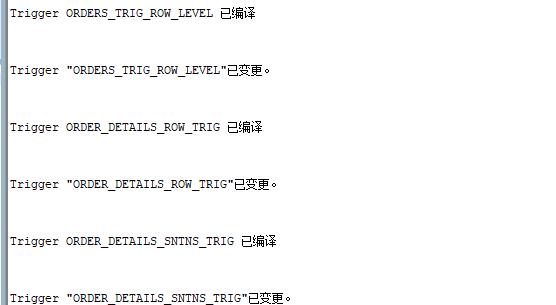 Trigger ORDERS_TRIG_ROW_LEVEL 已编译
Trigger "ORDERS_TRIG_ROW_LEVEL"已变更。
Trigger ORDER_DETAILS_ROW_TRIG 已编译
Trigger "ORDER_DETAILS_ROW_TRIG"已变更。
Trigger ORDER_DETAILS_SNTNS_TRIG 已编译
Trigger "ORDER_DETAILS_SNTNS_TRIG"已变更。